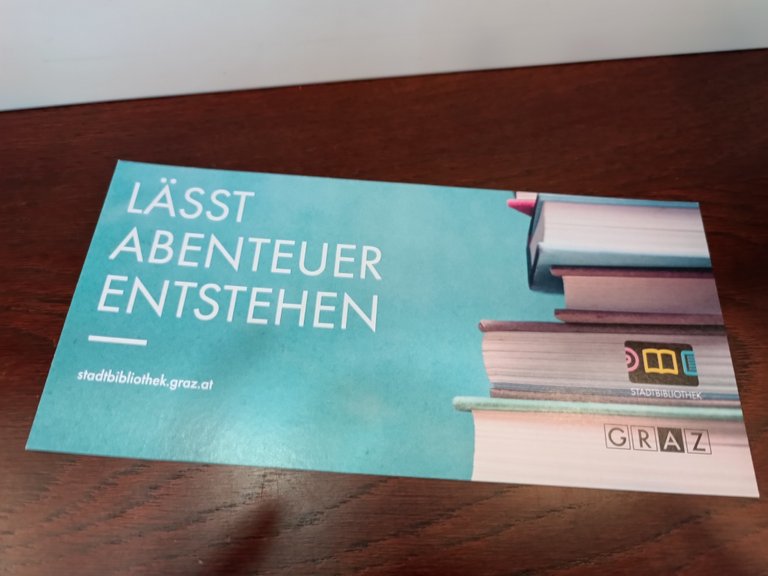 LÄSST
ABENTEUER
ENTSTEHEN
stadtbibliothek.graz.at
STADTBIBLIOTHEK
GRAZ